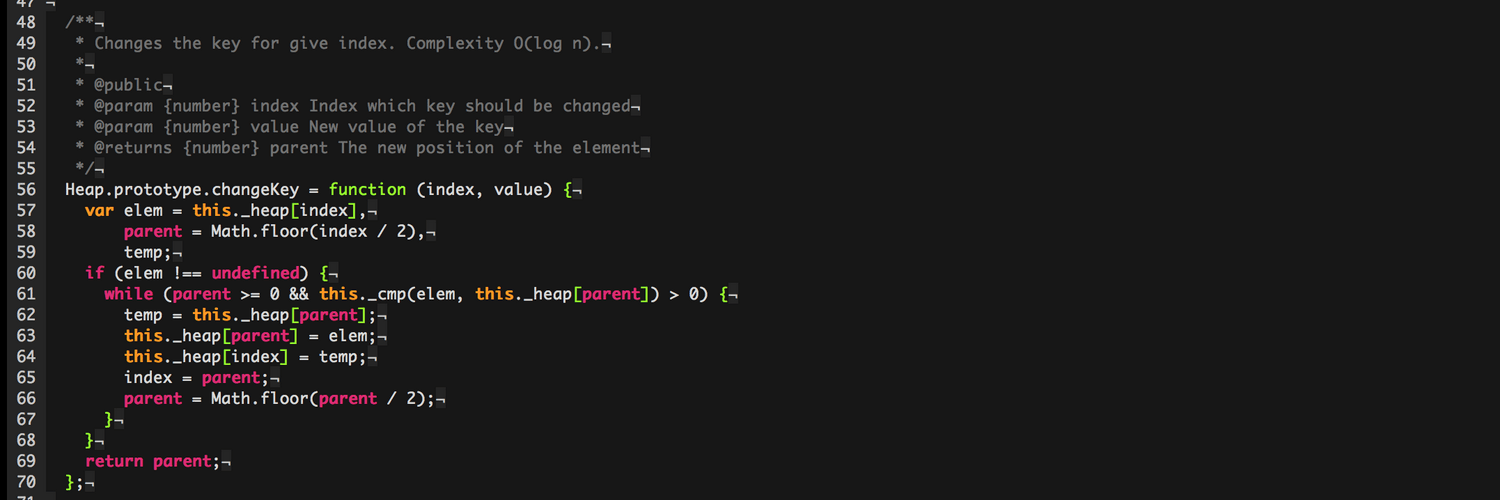 47 ¬
48 /**¬
49  * Changes the key for give index. Complexity O(log n).¬
50  *¬
51  * @public¬
52  * @param {number} index Index which key should be changed¬
53  * @param {number} value New value of the key¬
54  * @returns {number} parent The new position of the element¬
55  */¬
56 Heap.prototype.changeKey = function (index, value) {¬
57   var elem = this._heap[index],¬
58       parent = Math.floor(index / 2),¬
59       temp;¬
60   if (elem !== undefined) {¬
61     while (parent >= 0 && this._cmp(elem, this._heap[parent]) > 0) {¬
62       temp = this._heap[parent];¬
63       this._heap[parent] = elem;¬
64       this._heap[index] = temp;¬
65       index = parent;¬
66       parent = Math.floor(parent / 2);¬
67     }¬
68   }¬
69   return parent;¬
70 };¬
71